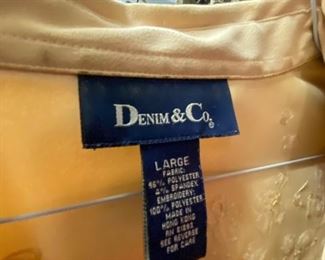 DENIM & CO.
LARGE
FABRIC:
96% POLYESTER
4% SPANDEX
EMBROIDERY:
100% POLYESTER
MADE IN
HONG KONG
RN
SEE REVERSE
FOR CARE